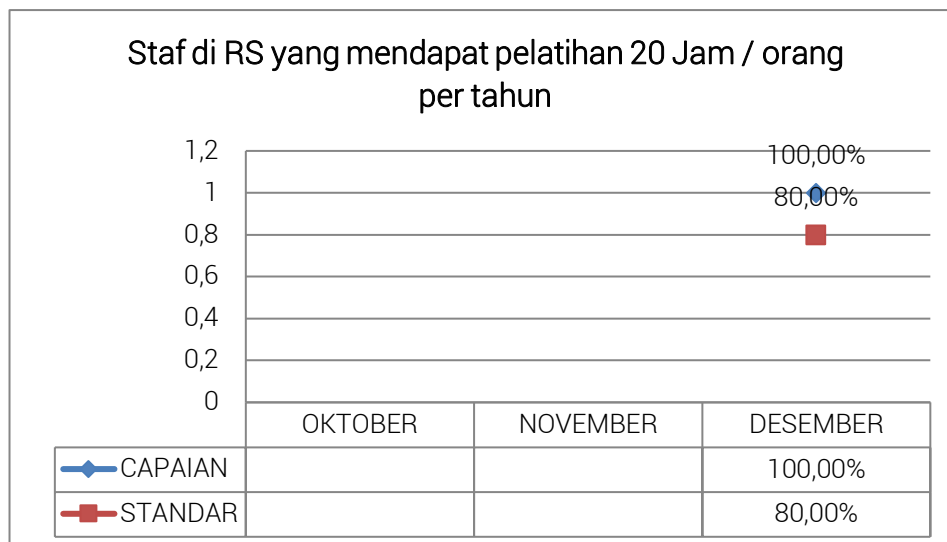 Staf di RS yang mendapat pelatihan 20 Jam / orang
per tahun
1,2
1
0,8
0,6
0,4
0,2
0
100,00%
80,00%
OKTOBER NOVEMBER DESEMBER
CAPAIAN 100,00%
STANDAR 80,00%